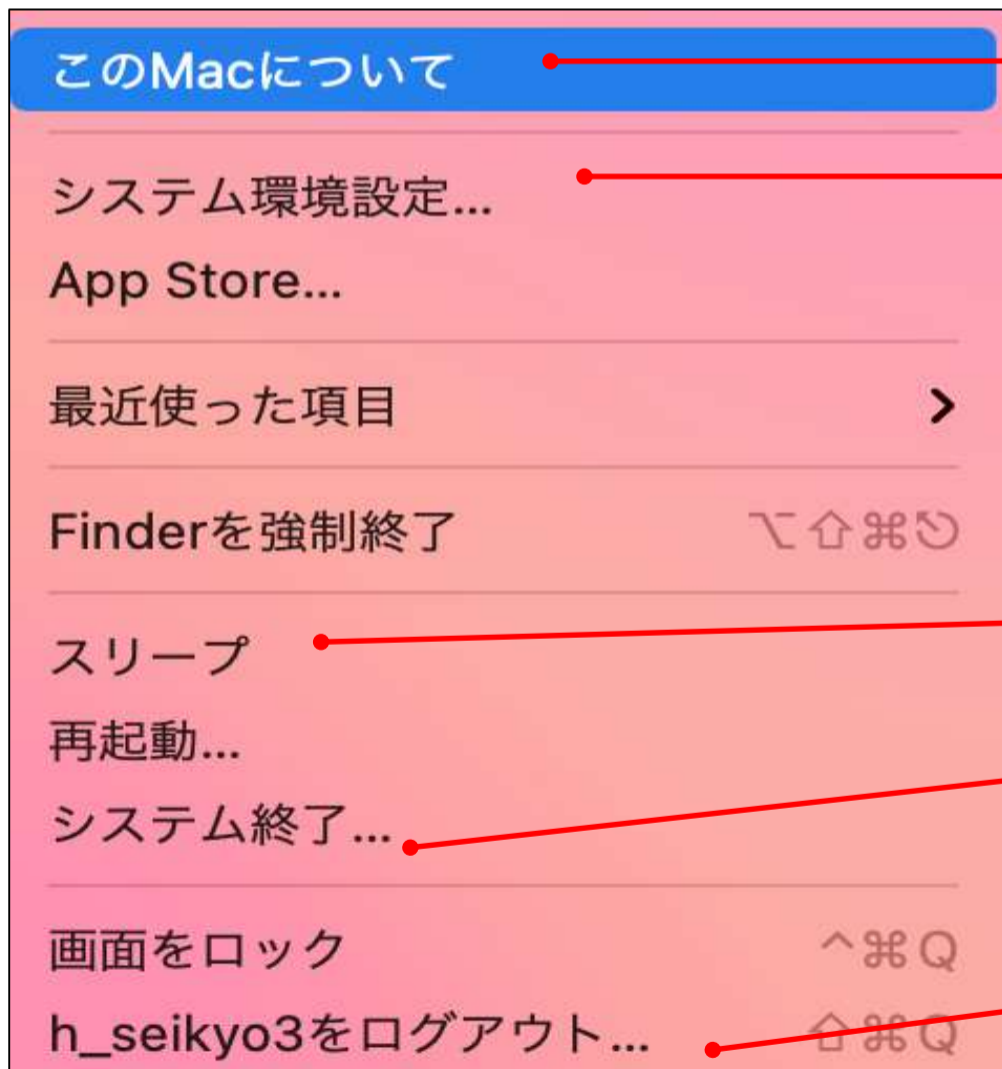 このMacについて
システム環境設定...
App Store...
最近使った項目
Finderを強制終了 ⌥⇧⌘⎋
スリープ
再起動...
システム終了...
画面をロック ^⌘Q
h_seikyo3をログアウト... ⇧⌘Q